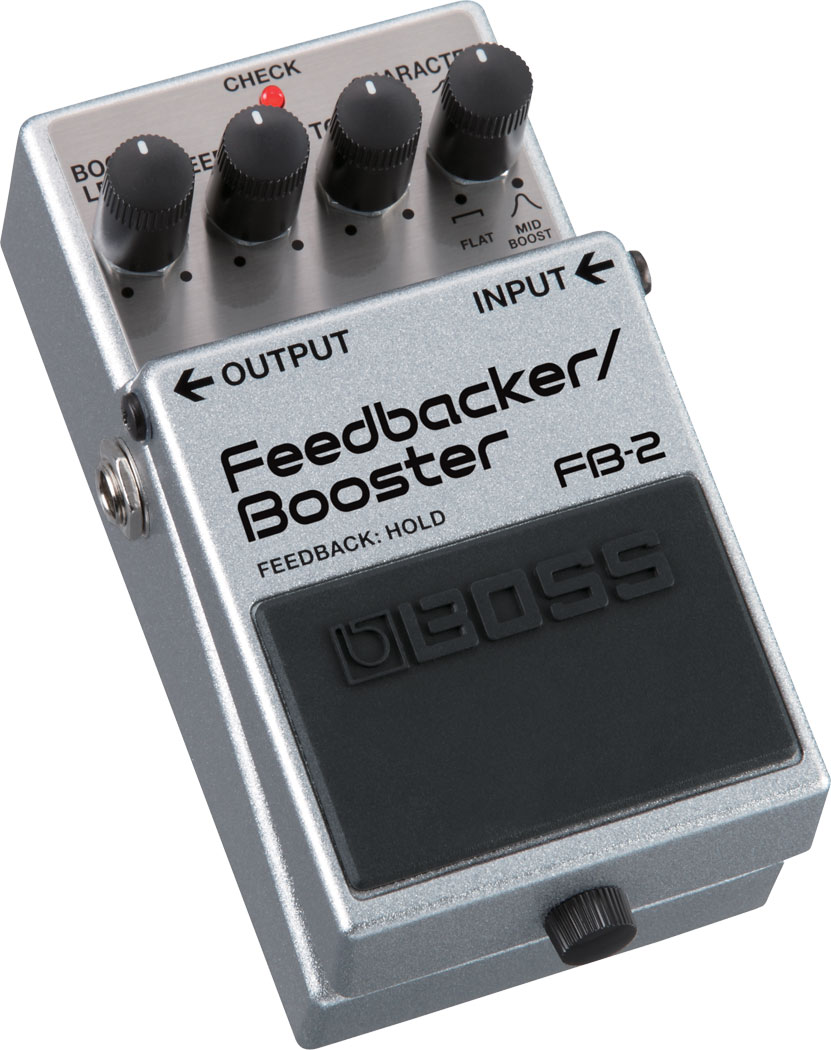 CHECK
FLAT
MID
BOOST
INPUT
OUTPUT
Feedbacker/
Booster
FB-2
FEEDBACK: HOLD
BOSS